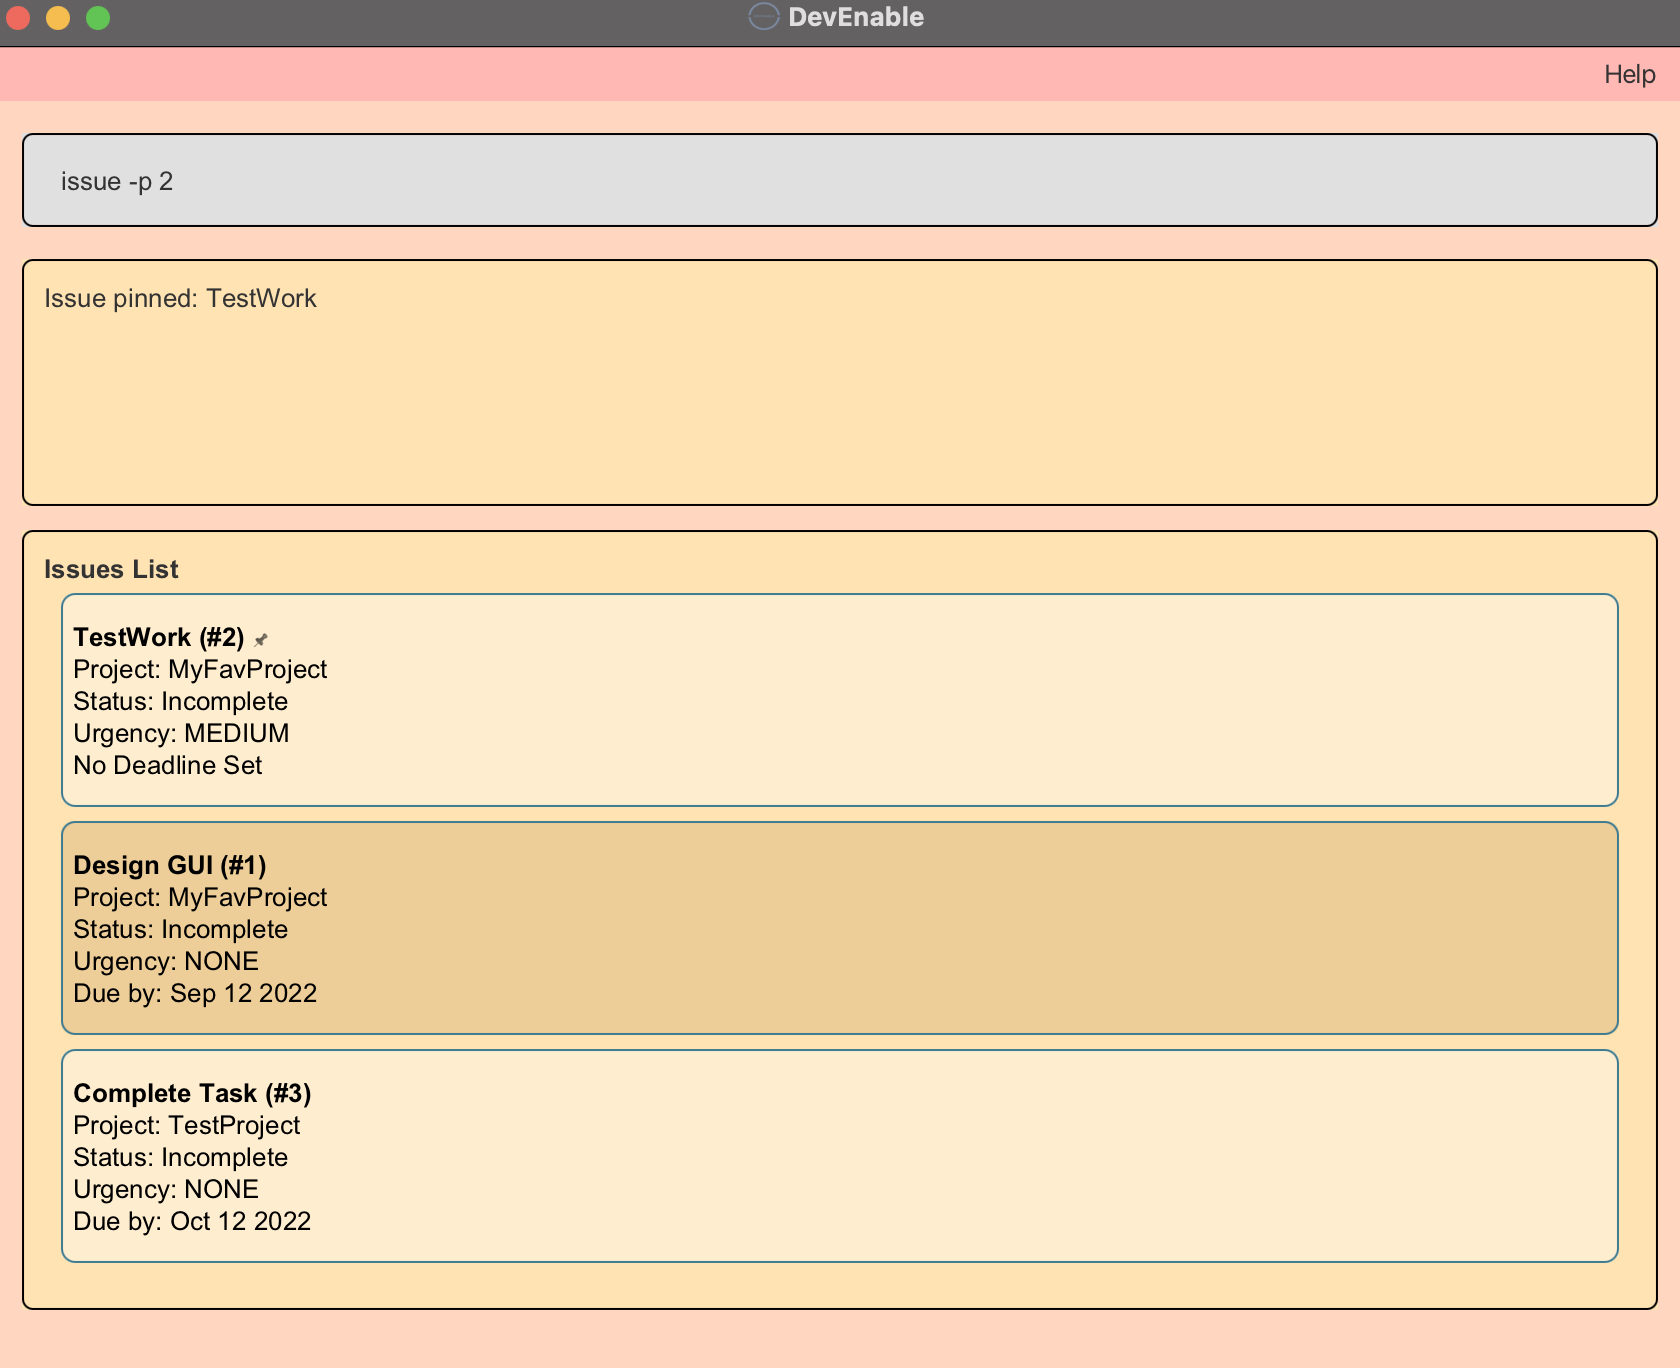 DevEnable
Help
issue -p 2
Issue pinned: TestWork
Issues List
TestWork (#2)
Project: MyFavProject
Status: Incomplete
Urgency: MEDIUM
No Deadline Set
Design GUI (#1)
Project: MyFavProject
Status: Incomplete
Urgency: NONE
Due by: Sep 12 2022
Complete Task (#3)
Project: TestProject
Status: Incomplete
Urgency: NONE
Due by: Oct 12 2022